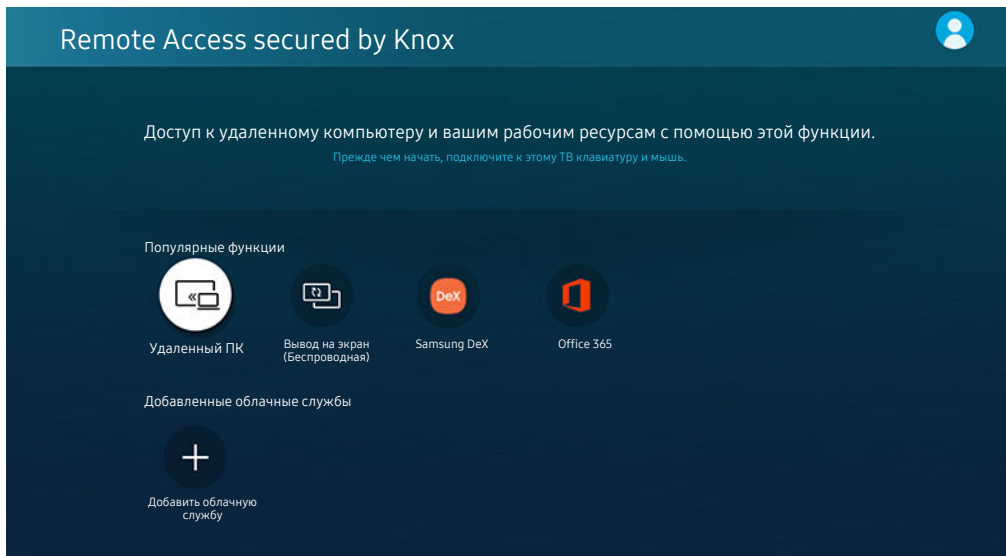 Remote Access secured by Knox
Доступ к удаленному компьютеру и вашим рабочим ресурсам с помощью этой функции.
Прежде чем начать, подключите к этому ТВ клавиатуру и мышь.
Популярные функции
DeX
Удаленный ПК
Вывод на экран
(Беспроводная)
Samsung DeX
Office 365
Добавленные облачные службы
Добавить облачную
службу